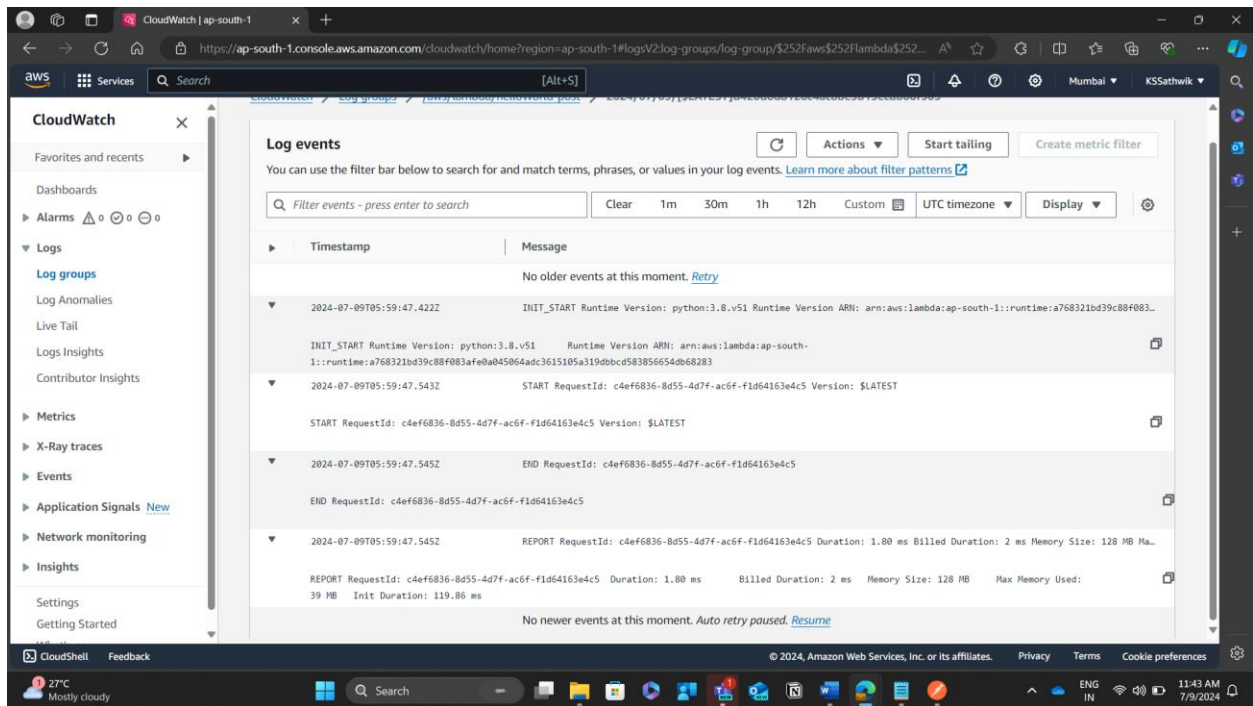 CloudWatch | ap-south-1
https://ap-south-1.console.aws.amazon.com/cloudwatch/home?region=ap-south-1#logsV2:log-groups/log-group/$252Faws$252Flambda$252...
aws Services Search [Alt+S] Mumbai KSSathwik
CloudWatch
Favorites and recents
Dashboards
Alarms 0 0 0
Logs
Log groups
Log Anomalies
Live Tail
Logs Insights
Contributor Insights
Metrics
X-Ray traces
Events
Application Signals New
Network monitoring
Insights
Settings
Getting Started
CloudWatch Log groups /aws/lambda/helloworld-post
Log events
Actions Start tailing Create metric filter
You can use the filter bar below to search for and match terms, phrases, or values in your log events. Learn more about filter patterns
Filter events - press enter to search Clear 1m 30m 1h 12h Custom UTC timezone Display
Timestamp Message
No older events at this moment. Retry
2024-07-09T05:59:47.422Z INIT_START Runtime Version: python:3.8.v51 Runtime Version ARN: arn:aws:lambda:ap-south-1::runtime:a768321bd39c88f083…
INIT_START Runtime Version: python:3.8.v51 Runtime Version ARN: arn:aws:lambda:ap-south-
1::runtime:a768321bd39c88f083afe0a045064adc3615105a319dbbcd583856654db68283
2024-07-09T05:59:47.543Z START RequestId: c4ef6836-8d55-4d7f-ac6f-f1d64163e4c5 Version: $LATEST
START RequestId: c4ef6836-8d55-4d7f-ac6f-f1d64163e4c5 Version: $LATEST
2024-07-09T05:59:47.545Z END RequestId: c4ef6836-8d55-4d7f-ac6f-f1d64163e4c5
END RequestId: c4ef6836-8d55-4d7f-ac6f-f1d64163e4c5
2024-07-09T05:59:47.545Z REPORT RequestId: c4ef6836-8d55-4d7f-ac6f-f1d64163e4c5 Duration: 1.80 ms Billed Duration: 2 ms Memory Size: 128 MB Ma…
REPORT RequestId: c4ef6836-8d55-4d7f-ac6f-f1d64163e4c5 Duration: 1.80 ms Billed Duration: 2 ms Memory Size: 128 MB Max Memory Used:
39 MB Init Duration: 119.86 ms
No newer events at this moment. Auto retry paused. Resume
CloudShell Feedback © 2024, Amazon Web Services, Inc. or its affiliates. Privacy Terms Cookie preferences
1 27°C
Mostly cloudy
Search
1
ENG
IN
11:43 AM
7/9/2024